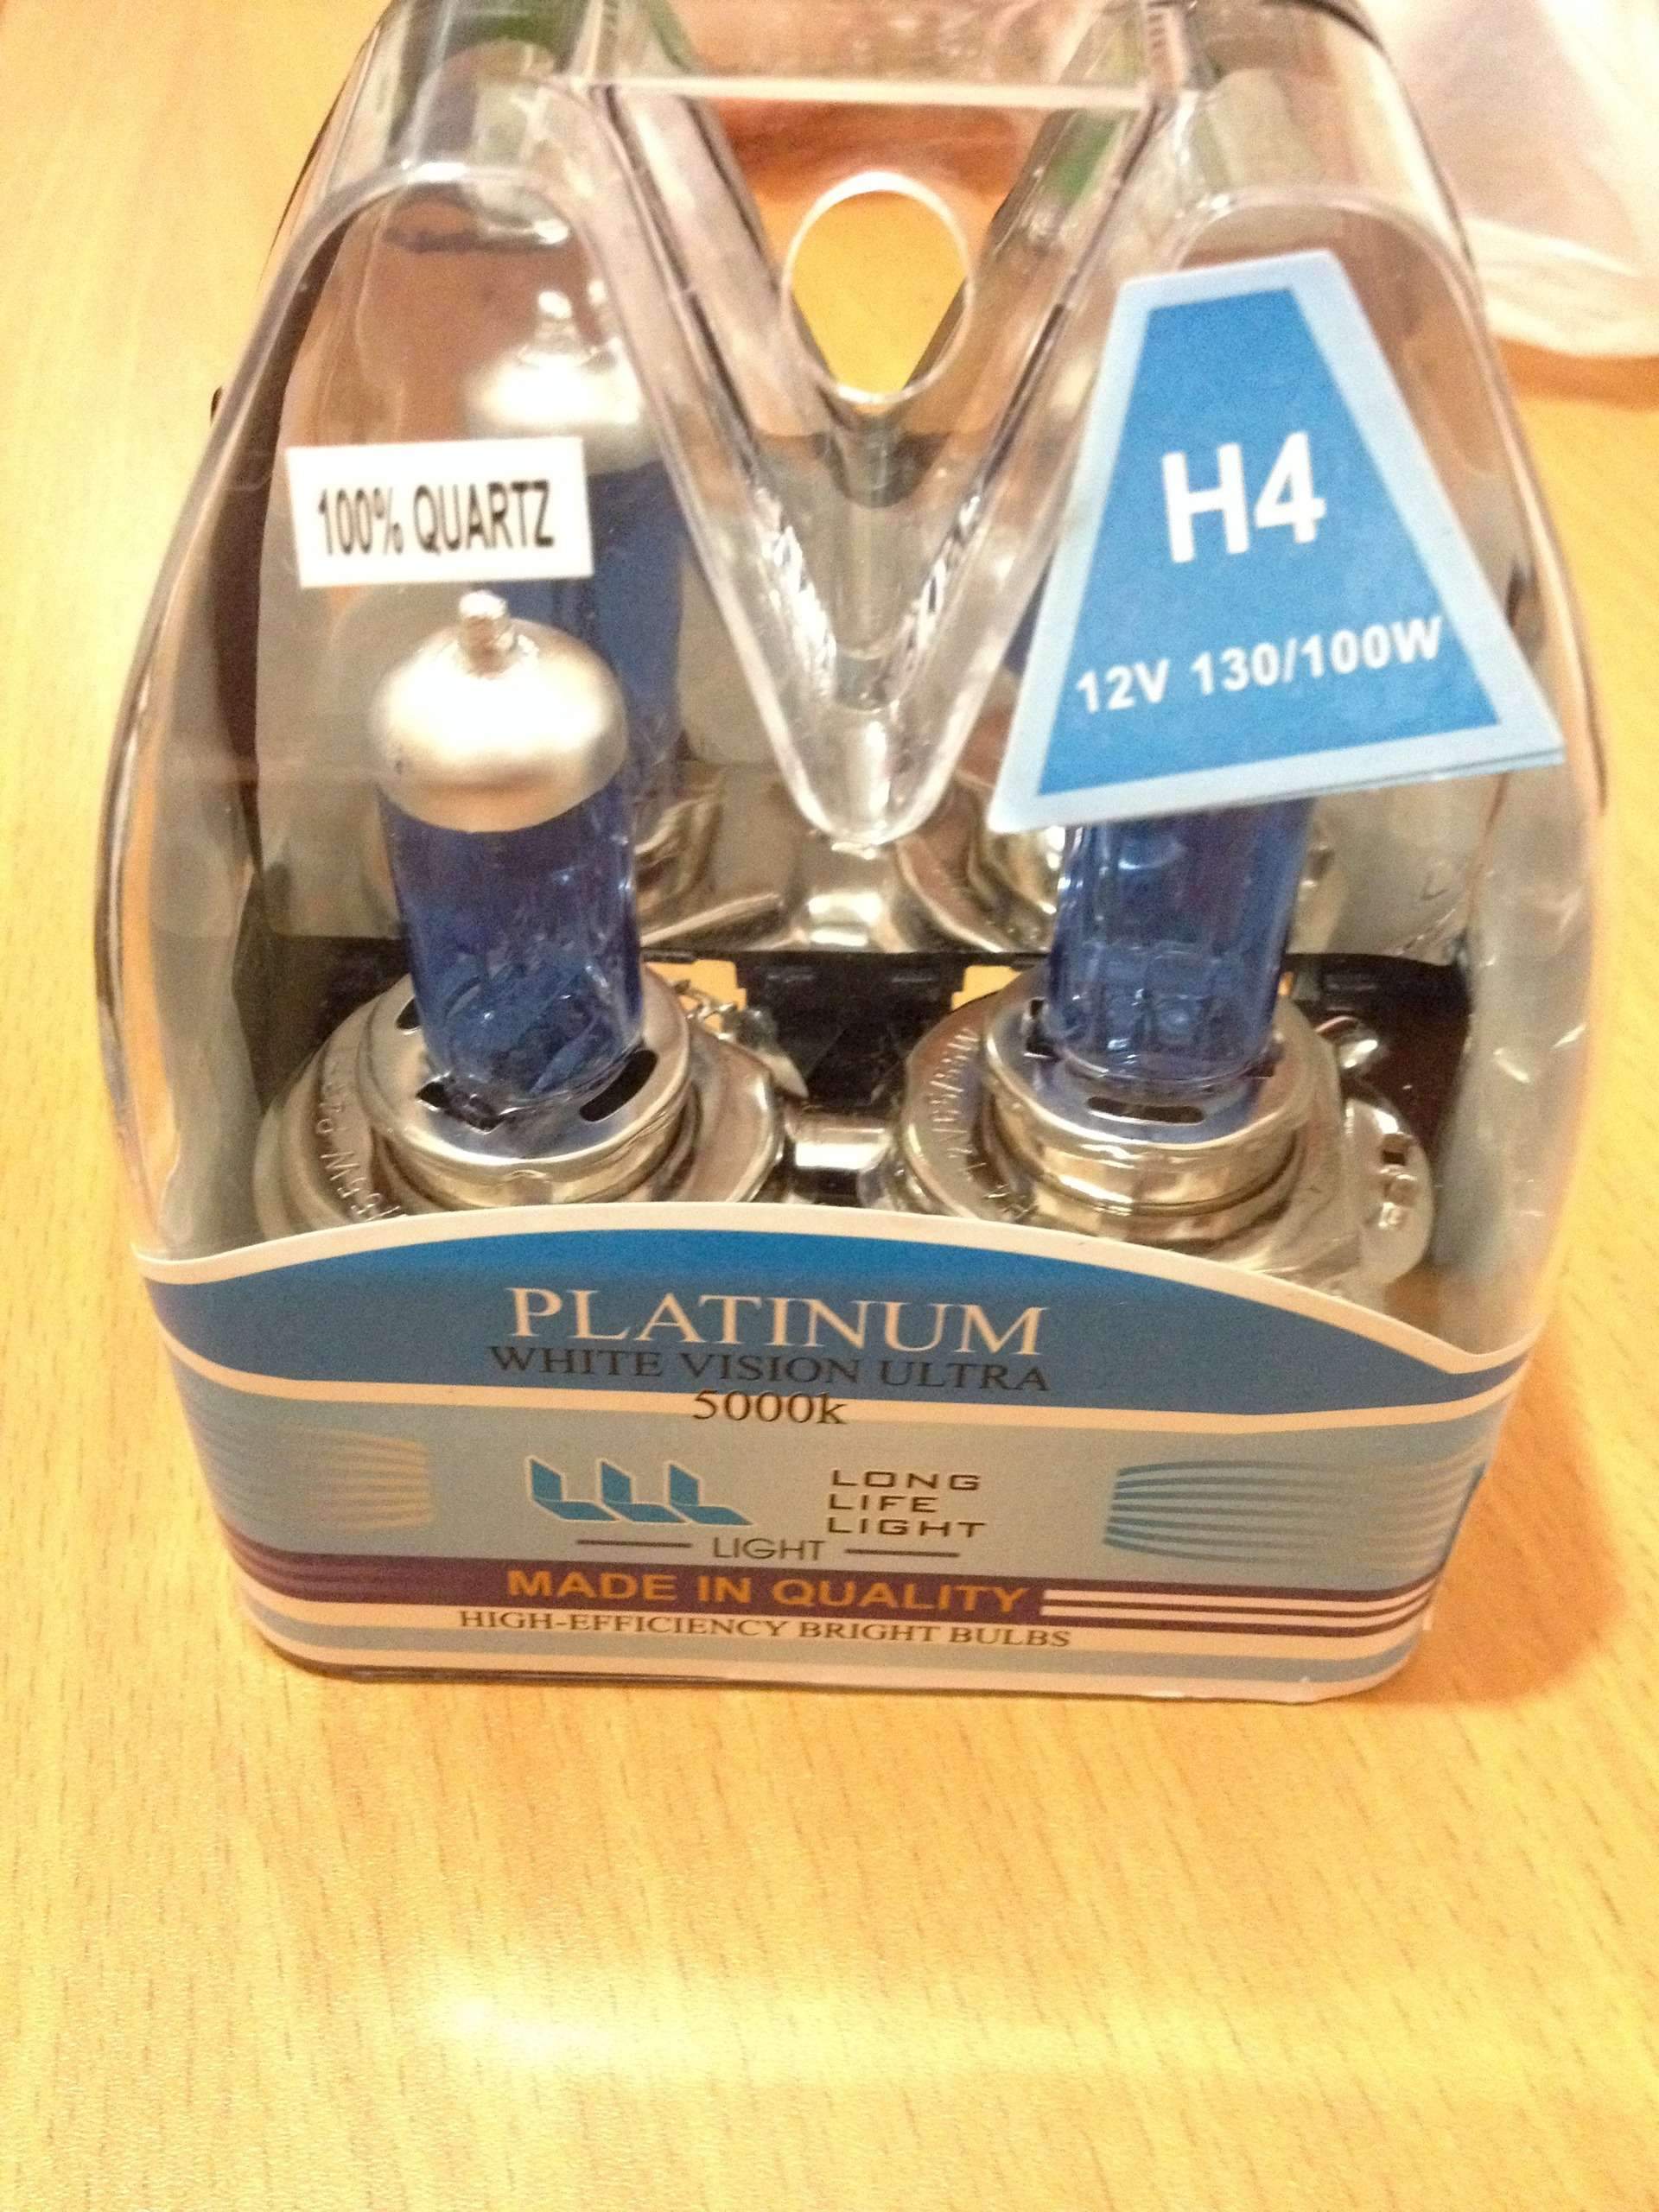 100% QUARTZ
H4
12V 130/100W
PLATINUM
WHITE VISION ULTRA
5000k
LLL
LIGHT
LONG
LIFE
LIGHT
MADE IN QUALITY
HIGH-EFFICIENCY BRIGHT BULBS